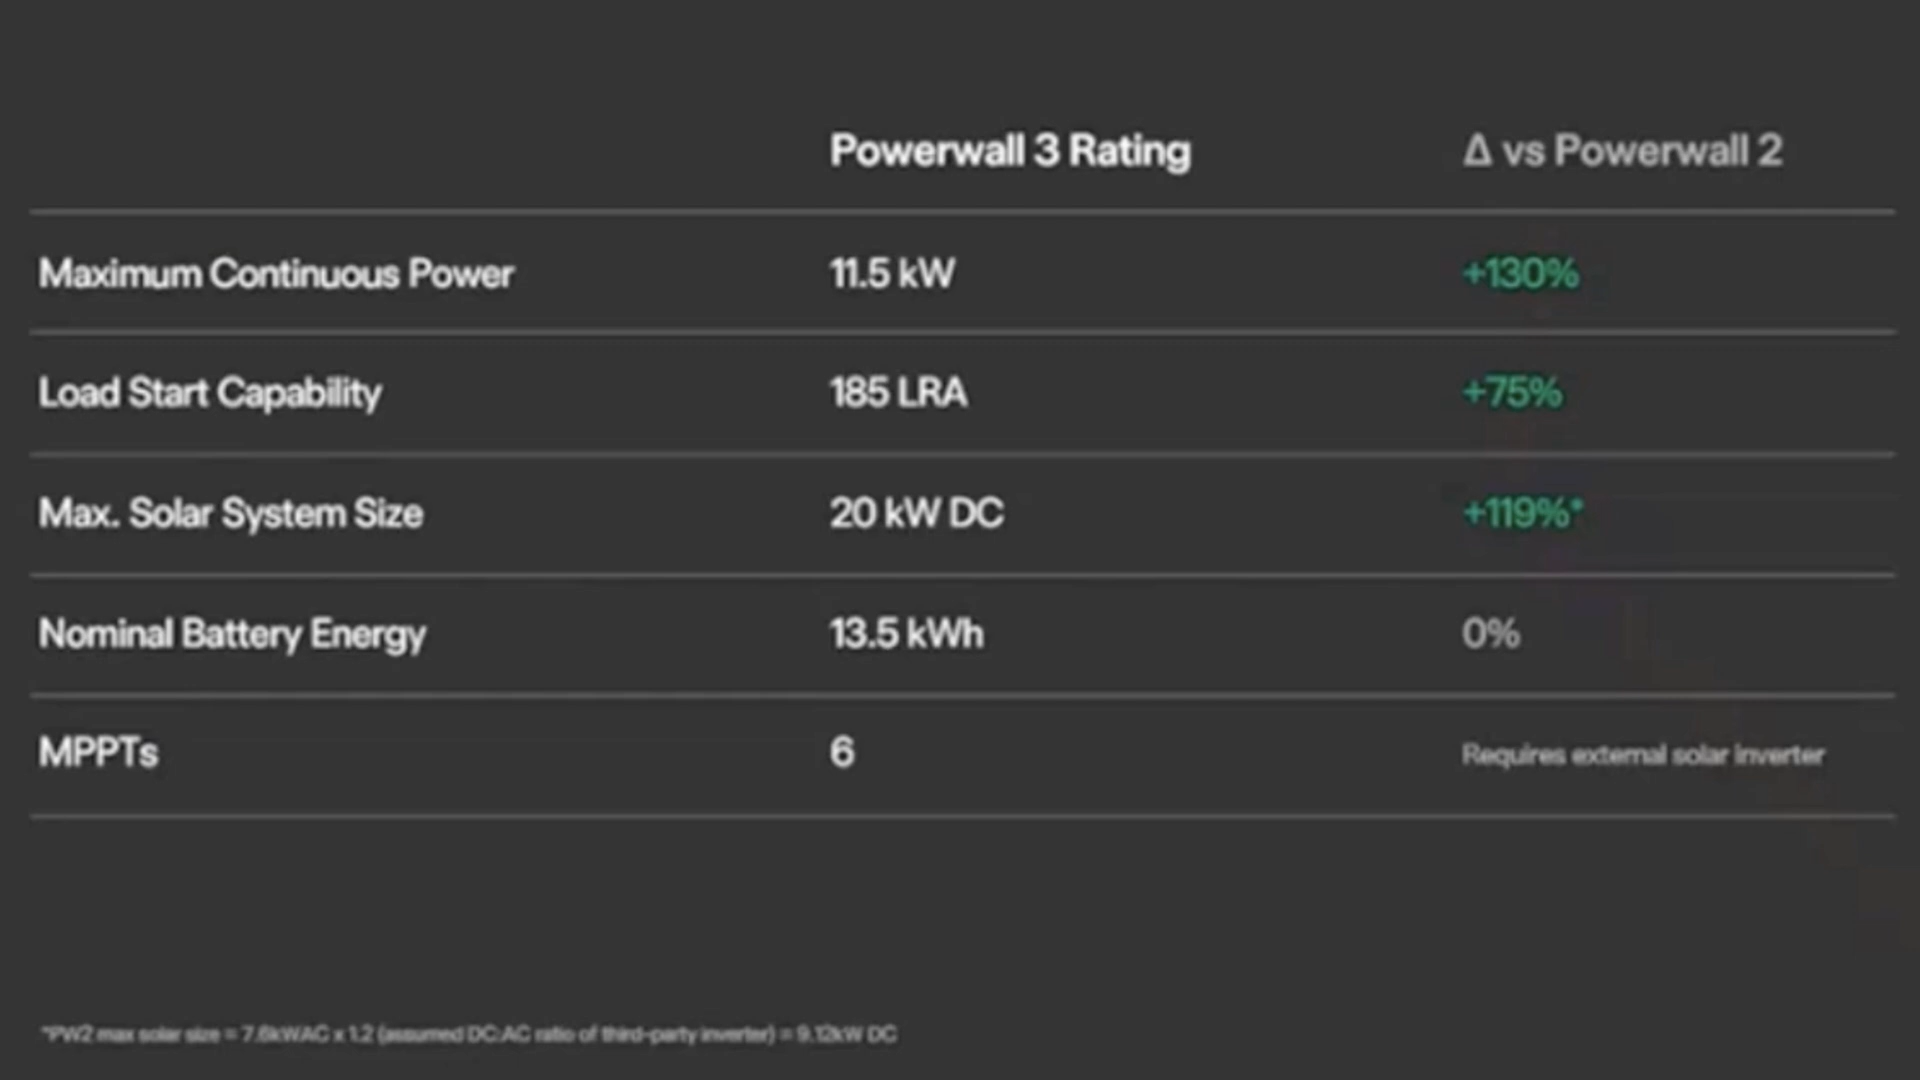 Powerwall 3 Rating Δ vs Powerwall 2
Maximum Continuous Power 11.5 kW +130%
Load Start Capability 185 LRA +75%
Max. Solar System Size 20 kW DC +119%*
Nominal Battery Energy 13.5 kWh 0%
MPPTs 6 Requires external solar inverter
*PW2 max solar size = 7.6kWAC x 1.2 (assumed DC:AC ratio of third-party inverter) = 9.12kW DC